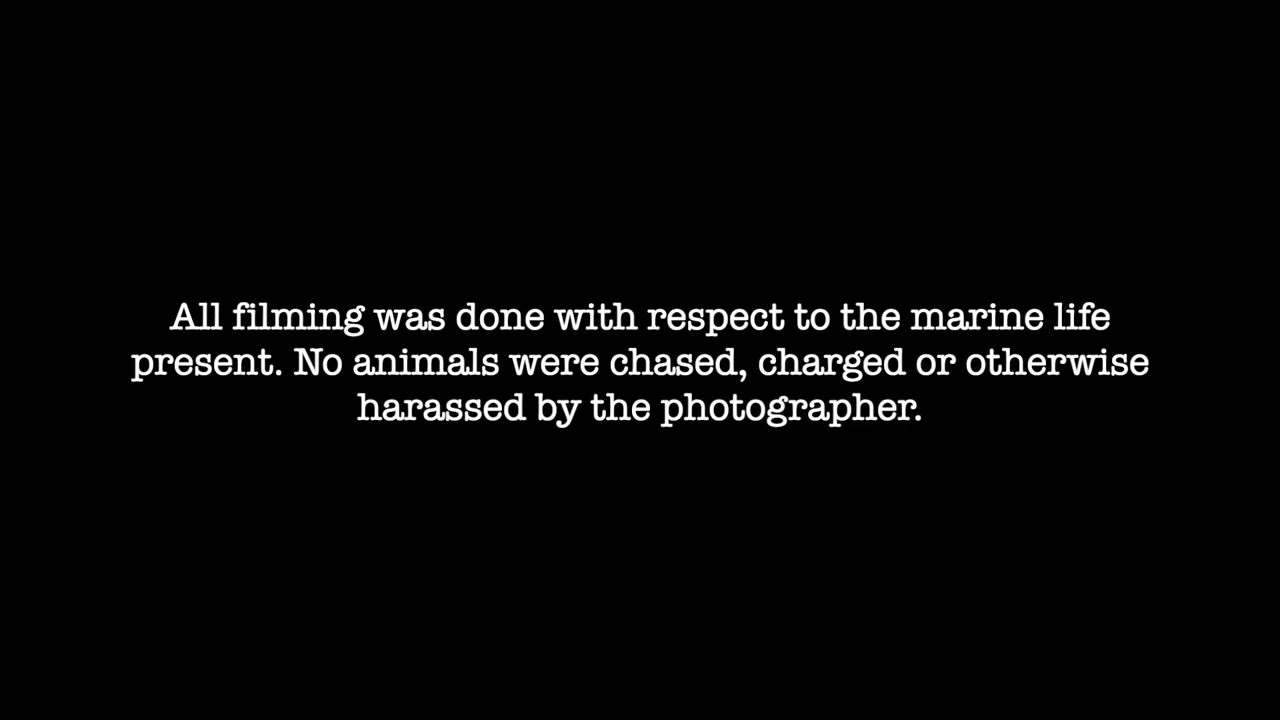 All filming was done with respect to the marine life
present. No animals were chased, charged or otherwise
harassed by the photographer.